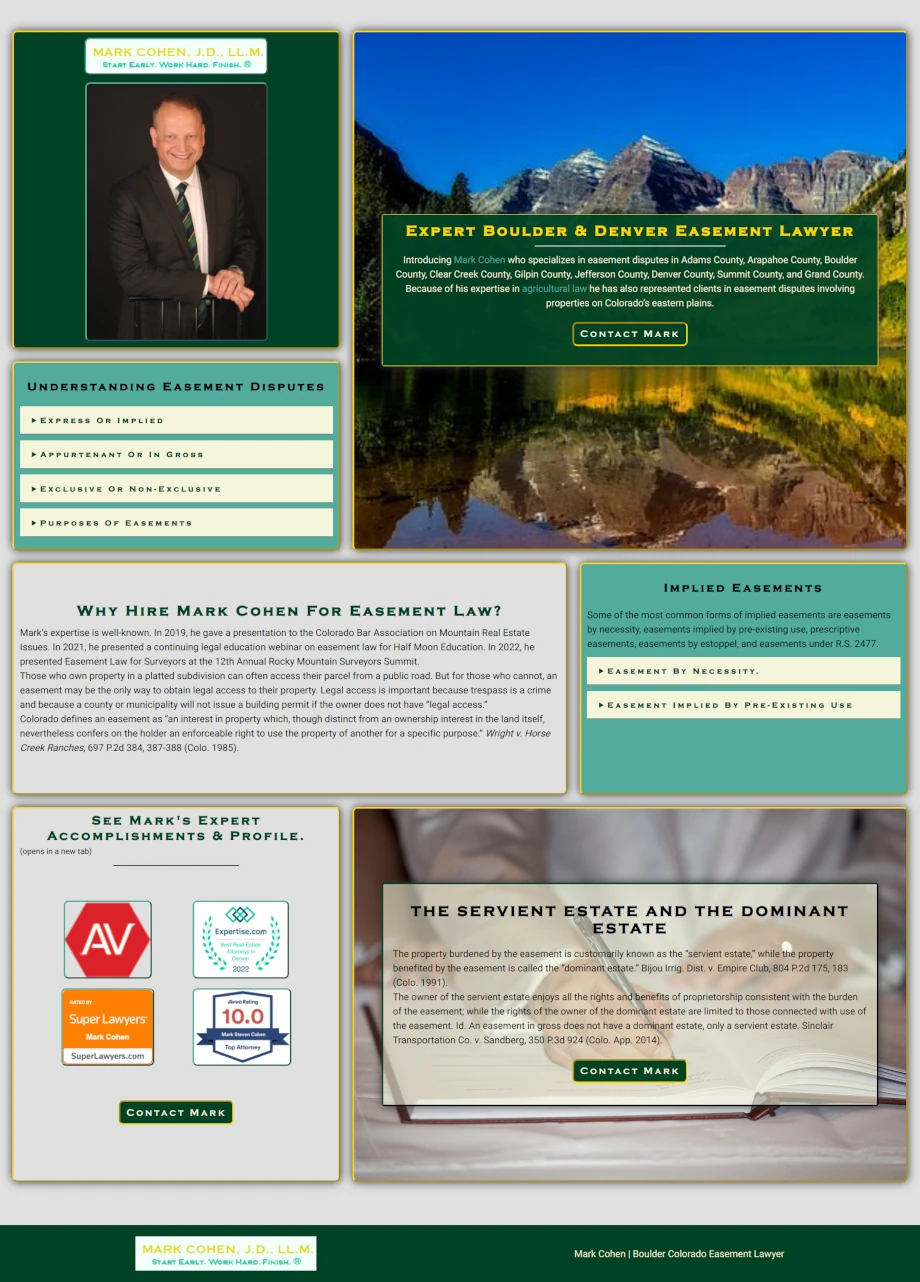 MARK COHEN, J.D., LL.M.
START EARLY. WORK HARD. FINISH. ®
EXPERT BOULDER & DENVER EASEMENT LAWYER
Introducing Mark Cohen who specializes in easement disputes in Adams County, Arapahoe County, Boulder
County, Clear Creek County, Gilpin County, Jefferson County, Denver County, Summit County, and Grand County.
Because of his expertise in agricultural law he has also represented clients in easement disputes involving
properties on Colorado's eastern plains.
CONTACT MARK
UNDERSTANDING EASEMENT DISPUTES
EXPRESS OR IMPLIED
APPURTENANT OR IN GROSS
EXCLUSIVE OR NON-EXCLUSIVE
PURPOSES OF EASEMENTS
WHY HIRE MARK COHEN FOR EASEMENT LAW?
Mark's expertise is well-known. In 2019, he gave a presentation to the Colorado Bar Association on Mountain Real Estate
Issues. In 2021, he presented a continuing legal education webinar on easement law for Half Moon Education. In 2022, he
presented Easement Law for Surveyors at the 12th Annual Rocky Mountain Surveyors Summit.
Those who own property in a platted subdivision can often access their parcel from a public road. But for those who cannot, an
easement may be the only way to obtain legal access to their property. Legal access is important because trespass is a crime
and because a county or municipality will not issue a building permit if the owner does not have “legal access.”
Colorado defines an easement as “an interest in property which, though distinct from an ownership interest in the land itself,
nevertheless confers on the holder an enforceable right to use the property of another for a specific purpose.” Wright v. Horse
Creek Ranches, 697 P.2d 384, 387-388 (Colo. 1985).
IMPLIED EASEMENTS
Some of the most common forms of implied easements are easements
by necessity, easements implied by pre-existing use, prescriptive
easements, easements by estoppel, and easements under R.S. 2477.
EASEMENT BY NECESSITY.
EASEMENT IMPLIED BY PRE-EXISTING USE
SEE MARK'S EXPERT
ACCOMPLISHMENTS & PROFILE.
(opens in a new tab)
AV
Expertise.com
Best Real Estate
Attorneys in
Denver
2022
RATED BY
Super Lawyers
Mark Cohen
SuperLawyers.com
Avvo Rating
10.0
Mark Steven Cohen
Top Attorney
CONTACT MARK
THE SERVIENT ESTATE AND THE DOMINANT
ESTATE
The property burdened by the easement is customarily known as the “servient estate,” while the property
benefited by the easement is called the “dominant estate.” Bijou Irrig. Dist. v. Empire Club, 804 P.2d 175, 183
(Colo. 1991).
The owner of the servient estate enjoys all the rights and benefits of proprietorship consistent with the burden
of the easement; while the rights of the owner of the dominant estate are limited to those connected with use of
the easement. Id. An easement in gross does not have a dominant estate, only a servient estate. Sinclair
Transportation Co. v. Sandberg, 350 P.3d 924 (Colo. App. 2014).
CONTACT MARK
MARK COHEN, J.D., LL.M.
START EARLY. WORK HARD. FINISH. ®
Mark Cohen | Boulder Colorado Easement Lawyer